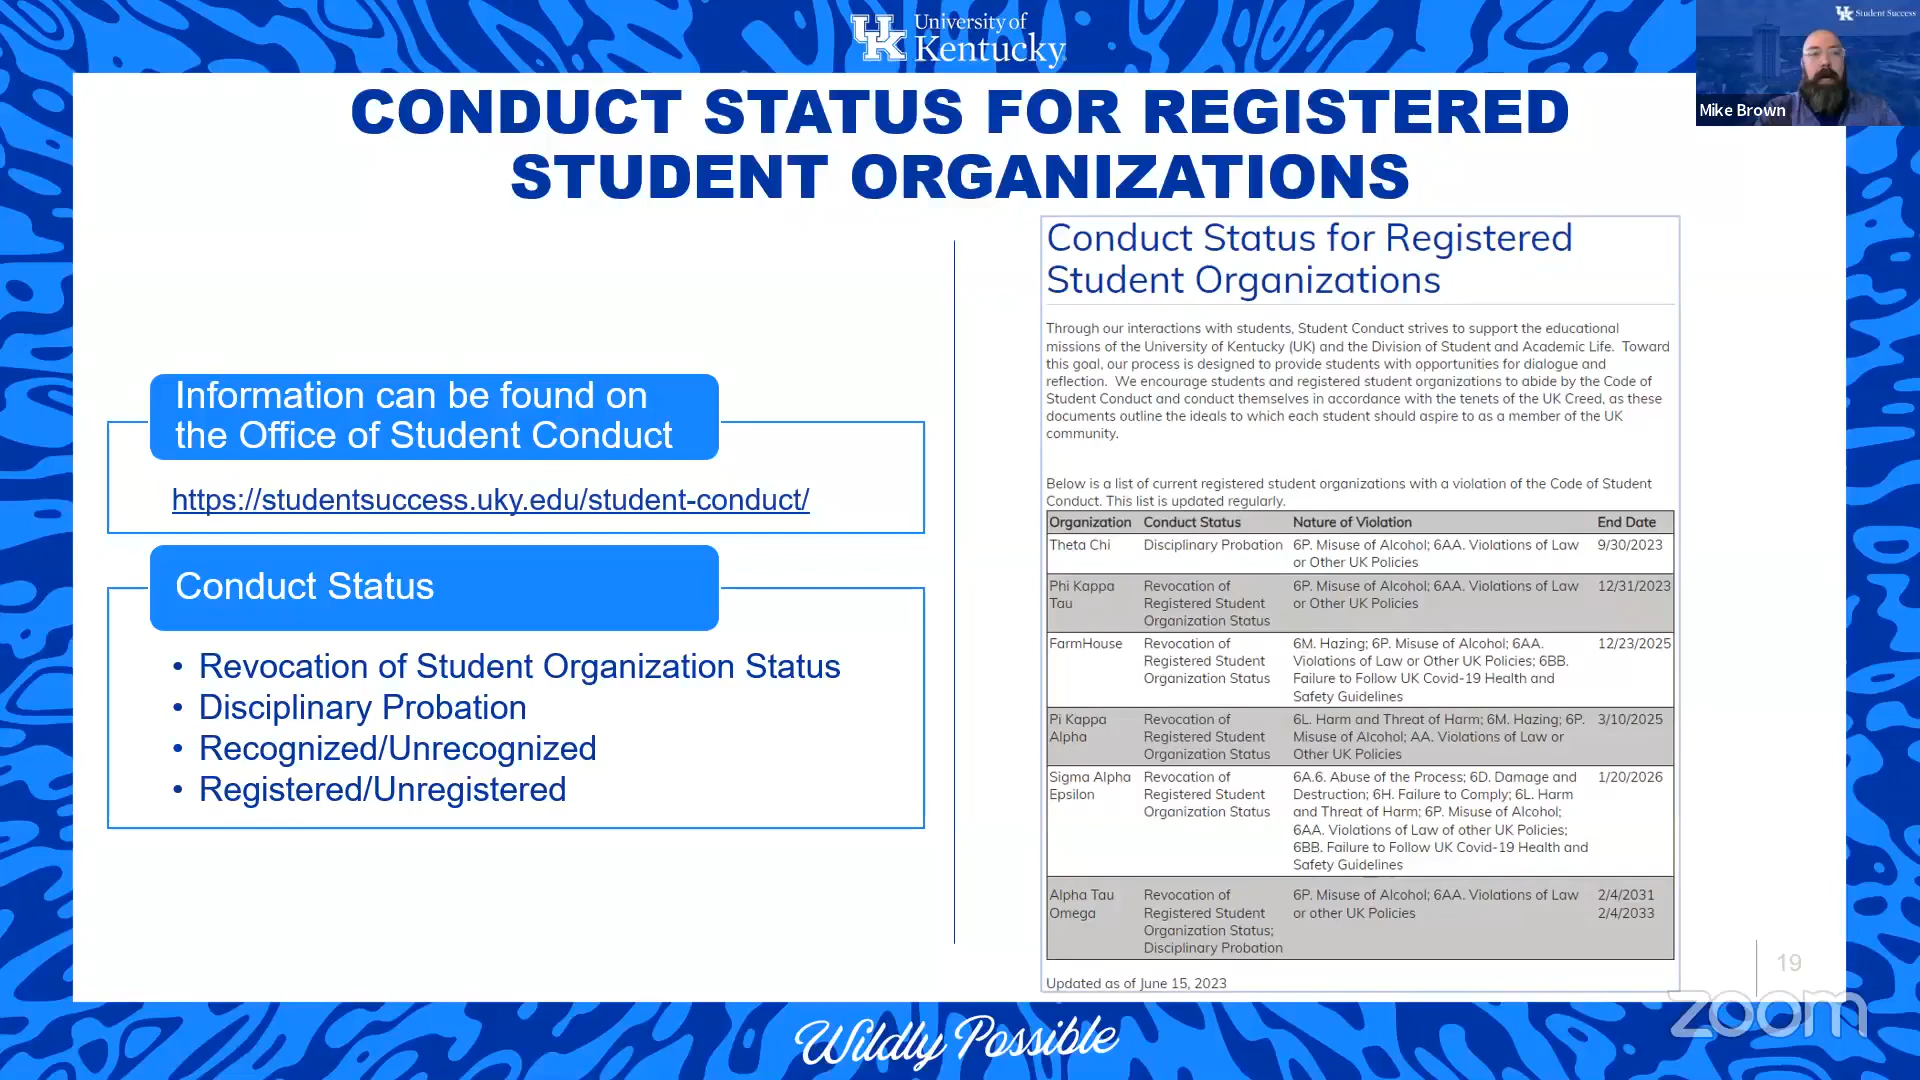 University of
Kentucky
UK Student Success
Mike Brown
CONDUCT STATUS FOR REGISTERED
STUDENT ORGANIZATIONS
Information can be found on
the Office of Student Conduct
https://studentsuccess.uky.edu/student-conduct/
Conduct Status
• Revocation of Student Organization Status
• Disciplinary Probation
• Recognized/Unrecognized
• Registered/Unregistered
Conduct Status for Registered
Student Organizations
Through our interactions with students, Student Conduct strives to support the educational
missions of the University of Kentucky (UK) and the Division of Student and Academic Life. Toward
this goal, our process is designed to provide students with opportunities for dialogue and
reflection. We encourage students and registered student organizations to abide by the Code of
Student Conduct and conduct themselves in accordance with the tenets of the UK Creed, as these
documents outline the ideals to which each student should aspire to as a member of the UK
community.
Below is a list of current registered student organizations with a violation of the Code of Student
Conduct. This list is updated regularly.
Organization Conduct Status Nature of Violation End Date
Theta Chi Disciplinary Probation 6P. Misuse of Alcohol; 6AA. Violations of Law 9/30/2023
or Other UK Policies
Phi Kappa Revocation of 6P. Misuse of Alcohol; 6AA. Violations of Law 12/31/2023
Tau Registered Student or Other UK Policies
Organization Status
FarmHouse Revocation of 6M. Hazing; 6P. Misuse of Alcohol; 6AA. 12/23/2025
Registered Student Violations of Law or Other UK Policies; 6BB.
Organization Status Failure to Follow UK Covid-19 Health and
Safety Guidelines
Pi Kappa Revocation of 6L. Harm and Threat of Harm; 6M. Hazing; 6P. 3/10/2025
Alpha Registered Student Misuse of Alcohol; AA. Violations of Law or
Organization Status Other UK Policies
Sigma Alpha Revocation of 6A.6. Abuse of the Process; 6D. Damage and 1/20/2026
Epsilon Registered Student Destruction; 6H. Failure to Comply; 6L. Harm
Organization Status and Threat of Harm; 6P. Misuse of Alcohol;
6AA. Violations of Law of other UK Policies;
6BB. Failure to Follow UK Covid-19 Health and
Safety Guidelines
Alpha Tau Revocation of 6P. Misuse of Alcohol; 6AA. Violations of Law 2/4/2031
Omega Registered Student or other UK Policies 2/4/2033
Organization Status;
Disciplinary Probation
Updated as of June 15, 2023
19
zoom
Wildly Possible